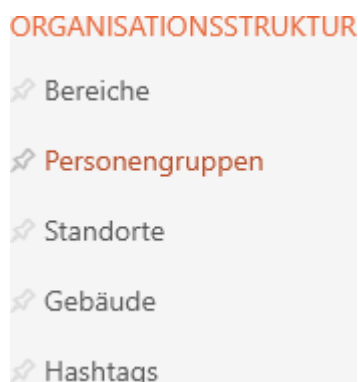 ORGANISATIONSSTRUKTUR
Bereiche
Personengruppen
Standorte
Gebäude
Hashtags